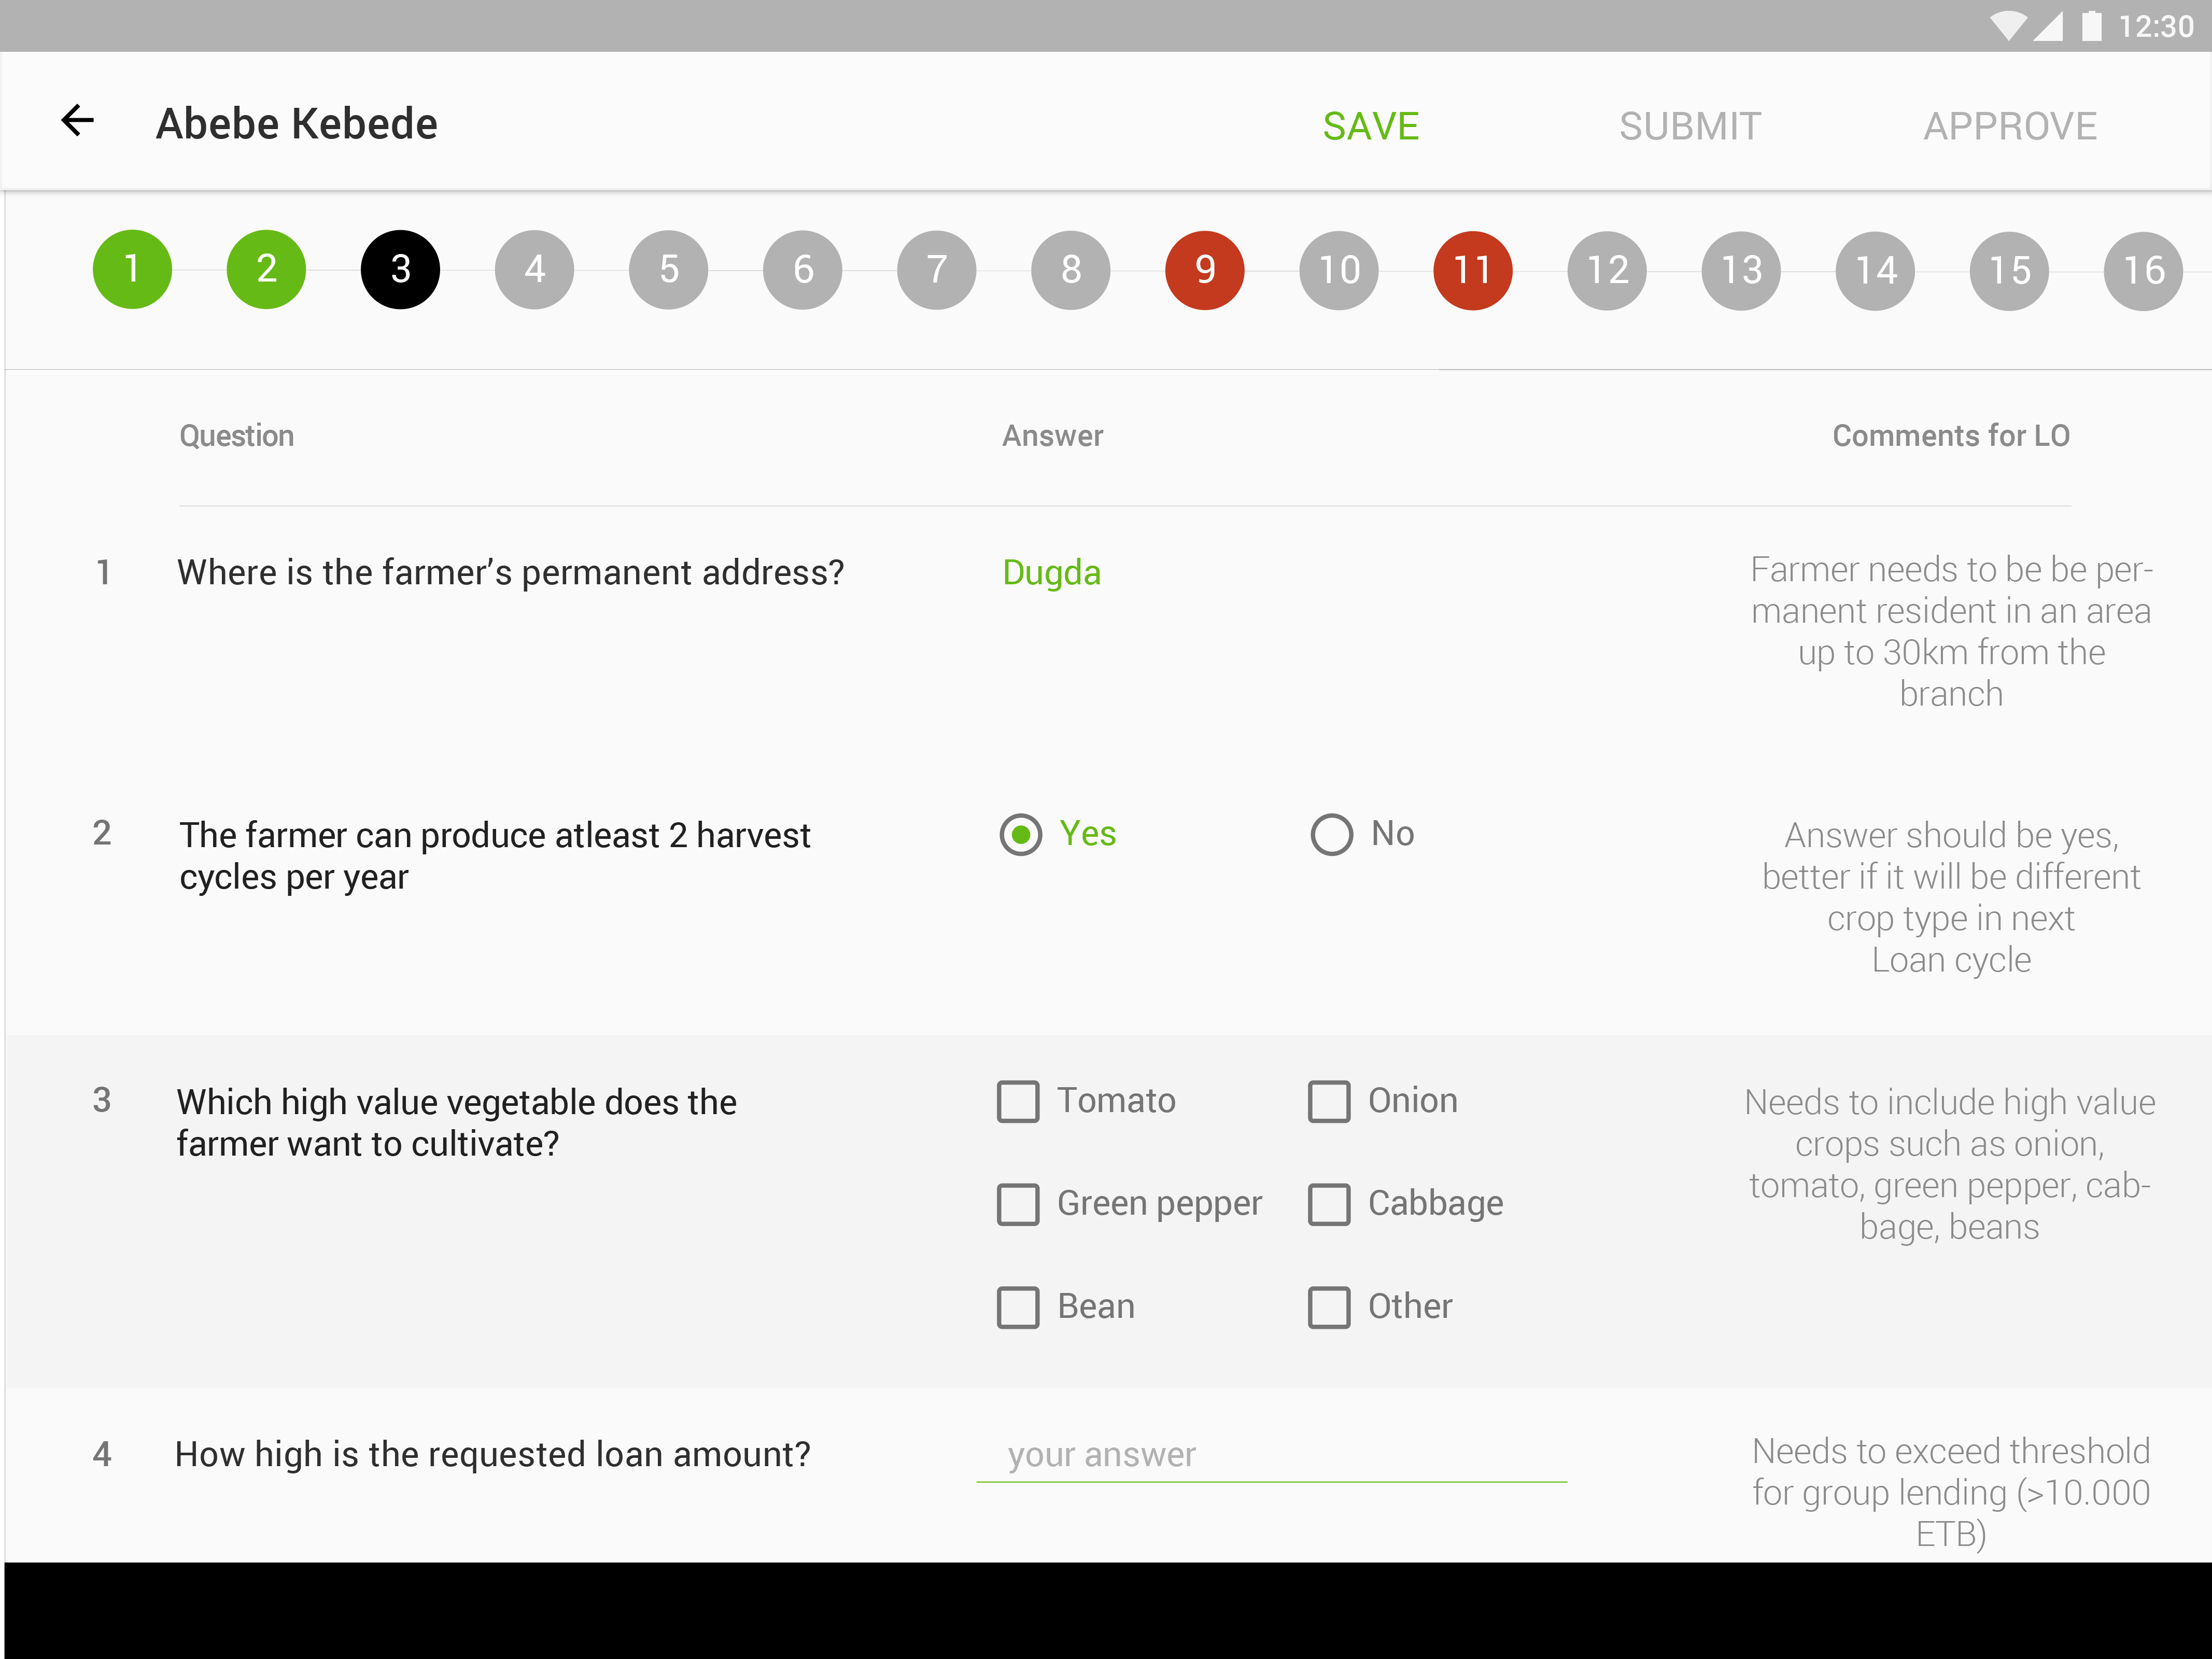 12:30
Abebe Kebede SAVE SUBMIT APPROVE
1 2 3 4 5 6 7 8 9 10 11 12 13 14 15 16
Question Answer Comments for LO
1 Where is the farmer’s permanent address? Dugda
Farmer needs to be be per-
manent resident in an area
up to 30km from the
branch
2 The farmer can produce atleast 2 harvest
cycles per year
Yes No
Answer should be yes,
better if it will be different
crop type in next
Loan cycle
3 Which high value vegetable does the
farmer want to cultivate?
Tomato Onion
Green pepper Cabbage
Bean Other
Needs to include high value
crops such as onion,
tomato, green pepper, cab-
bage, beans
4 How high is the requested loan amount? your answer
Needs to exceed threshold
for group lending (>10.000
ETB)